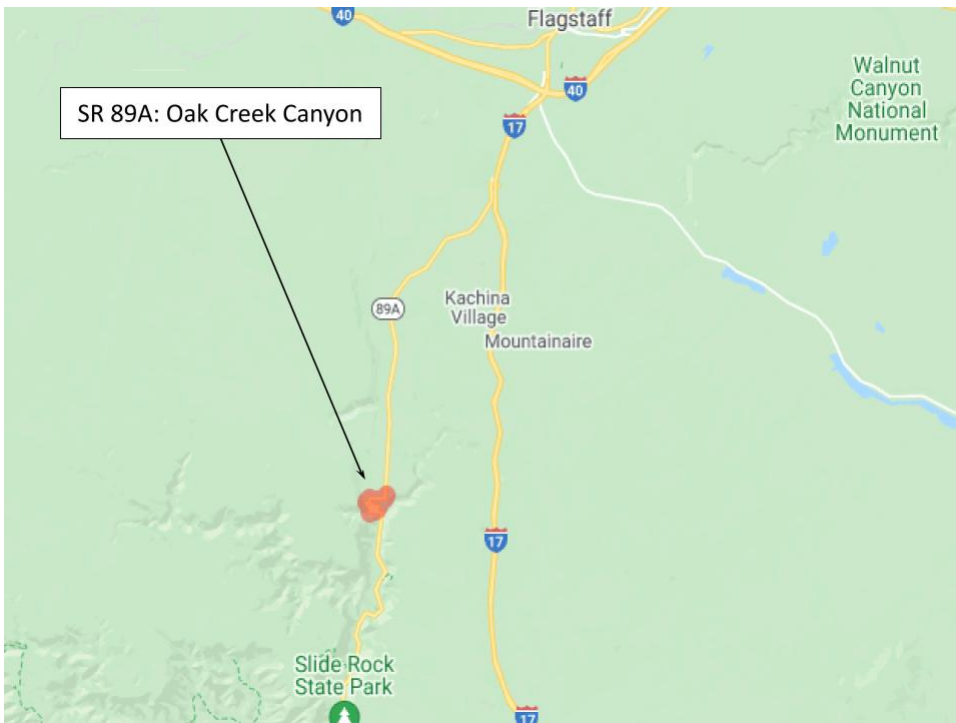 40
Flagstaff
Walnut
Canyon
National
Monument
40
SR 89A: Oak Creek Canyon
17
89A
Kachina
Village
Mountainaire
17
Slide Rock
State Park
17